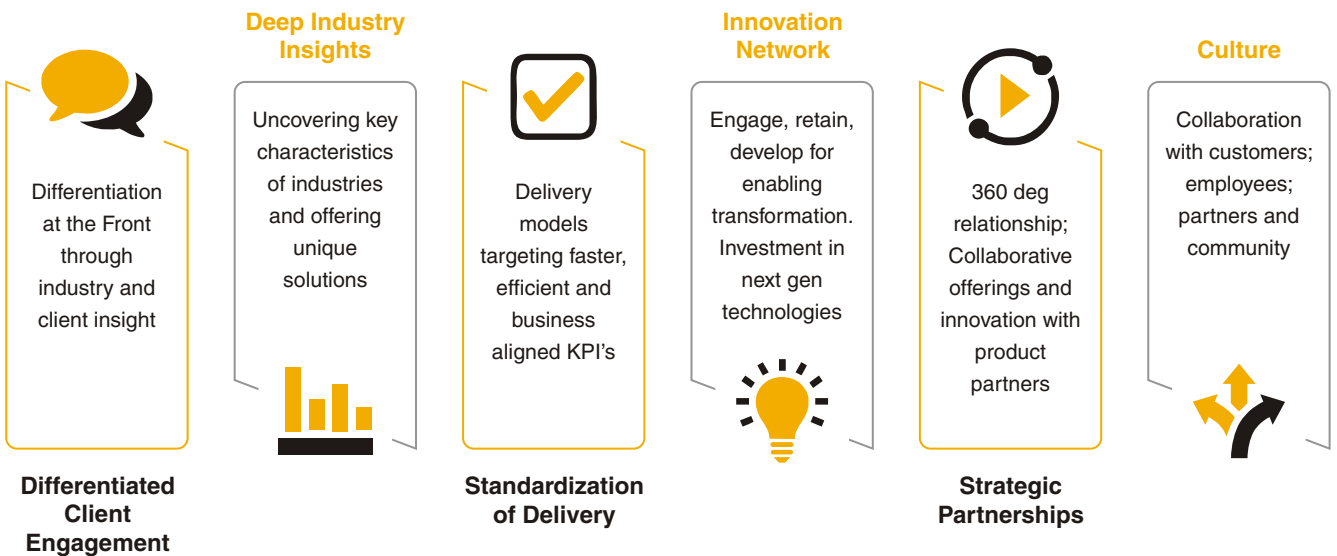 Differentiation
at the Front
through
industry and
client insight
Differentiated
Client
Engagement
Deep Industry
Insights
Uncovering key
characteristics
of industries
and offering
unique
solutions
Delivery
models
targeting faster,
efficient and
business
aligned KPI's
Standardization
of Delivery
Innovation
Network
Engage, retain,
develop for
enabling
transformation.
Investment in
next gen
technologies
360 deg
relationship;
Collaborative
offerings and
innovation with
product
partners
Strategic
Partnerships
Culture
Collaboration
with customers;
employees;
partners and
community